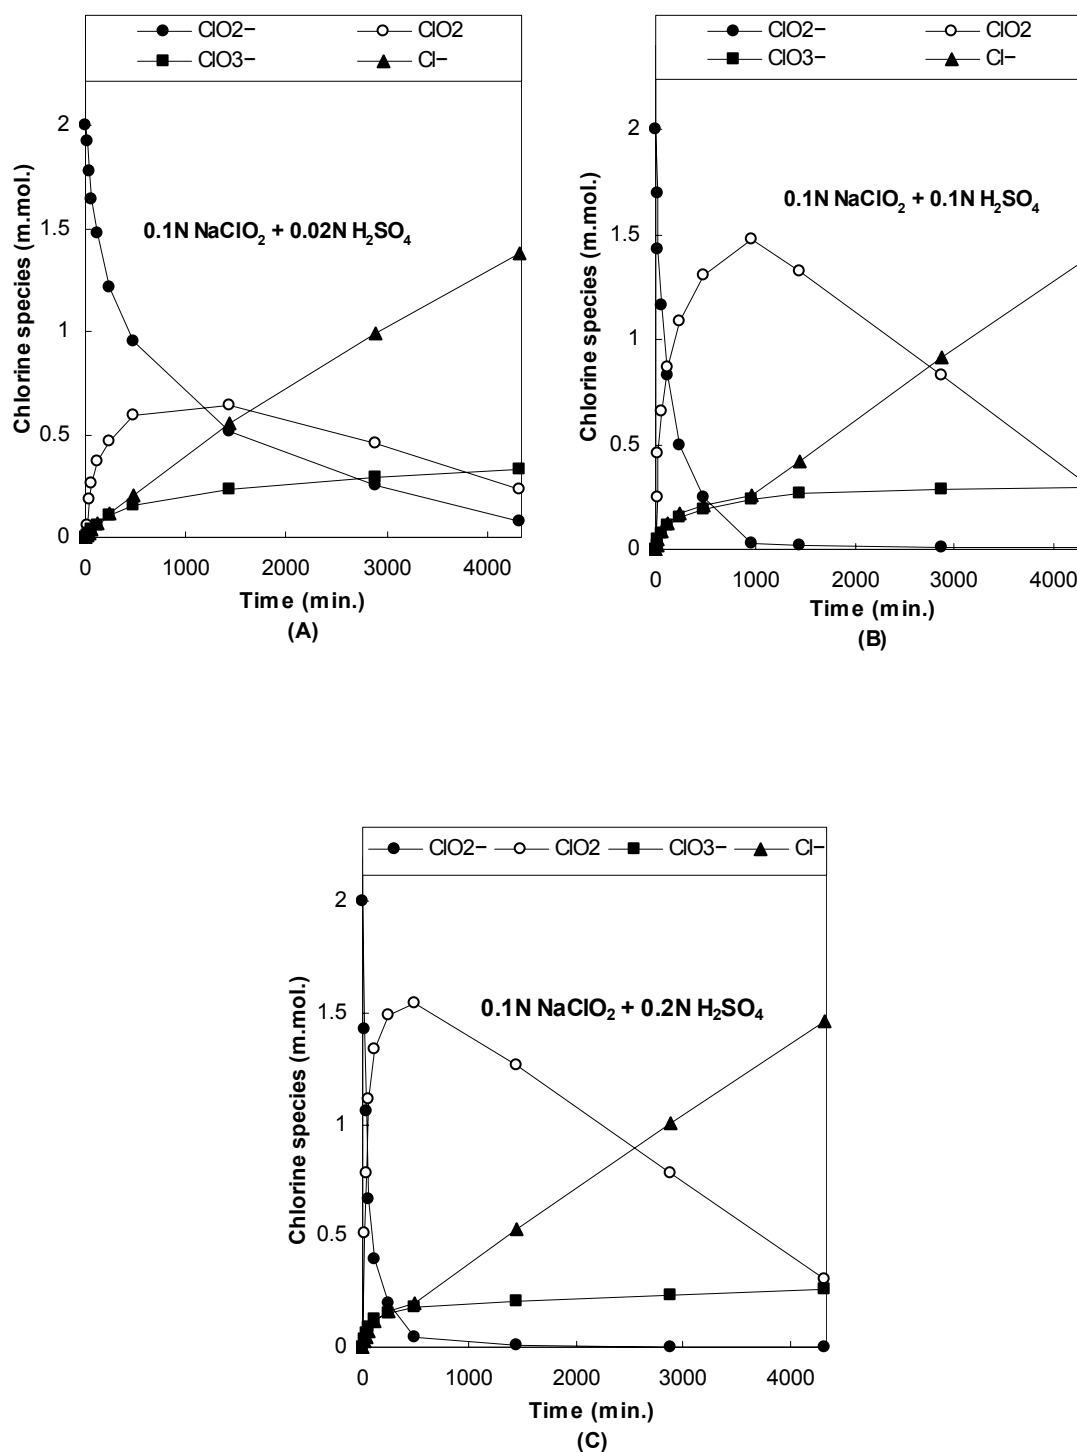 ClO2− ClO2
ClO3− Cl−
2
1.5
1
0.5
0
Chlorine species (m.mol.)
0.1N NaClO₂ + 0.02N H₂SO₄
0 1000 2000 3000 4000
Time (min.)
(A)
ClO2− ClO2
ClO3− Cl−
2
1.5
1
0.5
0
Chlorine species (m.mol.)
0.1N NaClO₂ + 0.1N H₂SO₄
0 1000 2000 3000 4000
Time (min.)
(B)
ClO2− ClO2 ClO3− Cl−
2
1.5
1
0.5
0
Chlorine species (m.mol.)
0.1N NaClO₂ + 0.2N H₂SO₄
0 1000 2000 3000 4000
Time (min.)
(C)